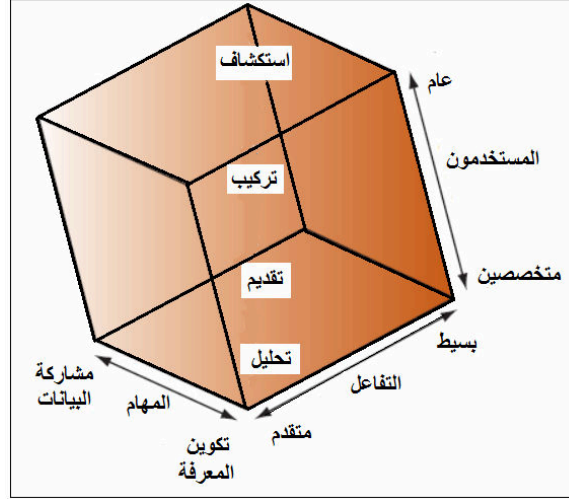 استكشاف
عام
المستخدمون
تركيب
متخصصين
تقديم
بسيط
تحليل
مشاركة
البيانات
التفاعل
المهام
متقدم
تكوين
المعرفة